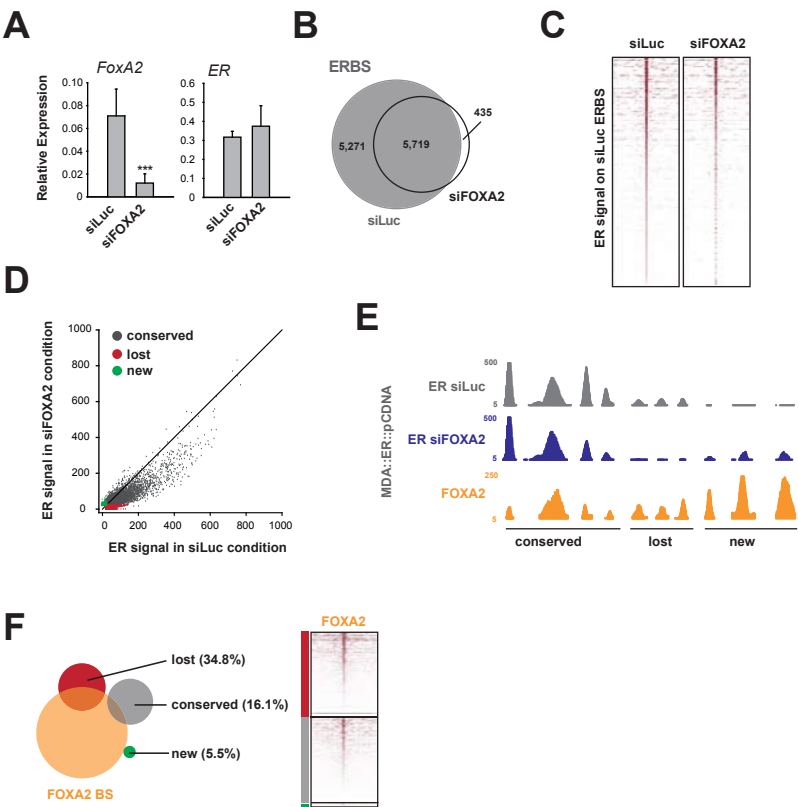 A
FoxA2
ER
Relative Expression
0.10
0.08
0.06
0.04
0.02
0
***
siLuc
siFOXA2
0.6
0.5
0.4
0.3
0.2
0.1
0
siLuc
siFOXA2
B
ERBS
435
5,271
5,719
siFOXA2
siLuc
C
siLuc
siFOXA2
ER signal on siLuc ERBS
D
ER signal in siFOXA2 condition
1000
800
600
400
200
0
conserved
lost
new
0
200
400
600
800
1000
ER signal in siLuc condition
E
MDA::ER::pCDNA
500
ER siLuc
5
500
ER siFOXA2
5
250
FOXA2
5
conserved
lost
new
F
lost (34.8%)
conserved (16.1%)
new (5.5%)
FOXA2 BS
FOXA2